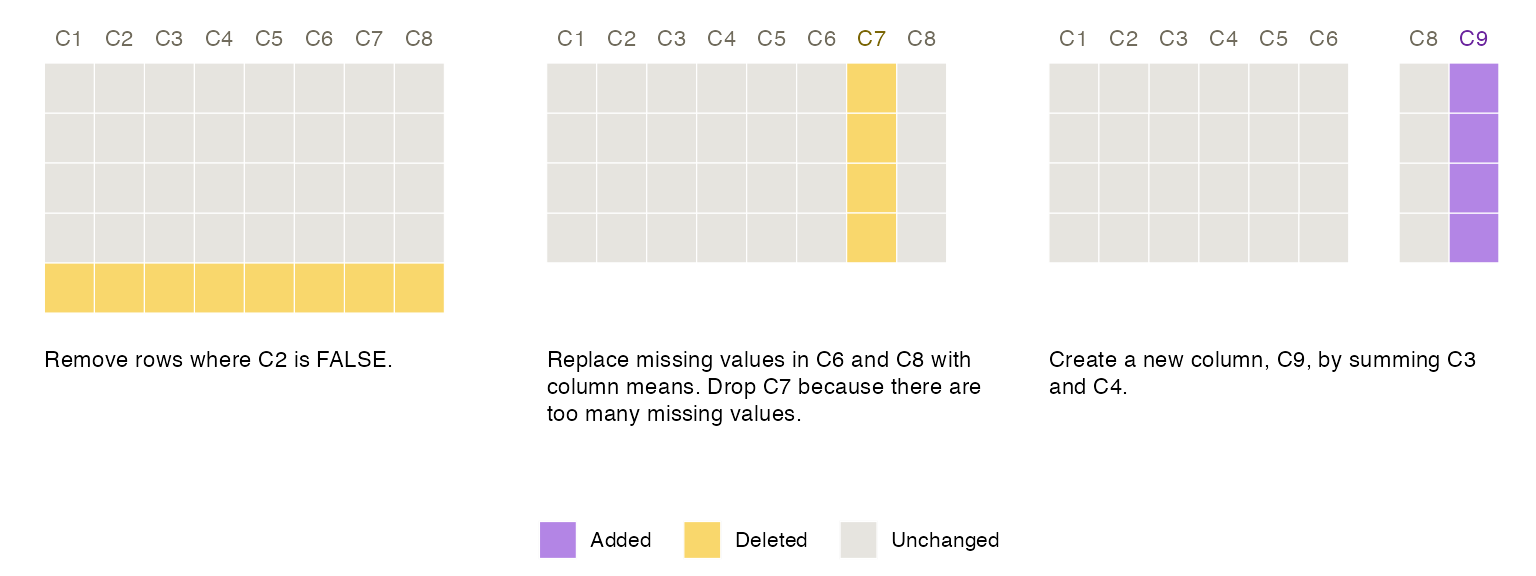 C1 C2 C3 C4 C5 C6 C7 C8
C1 C2 C3 C4 C5 C6 C7 C8
C1 C2 C3 C4 C5 C6 C8 C9
Remove rows where C2 is FALSE.
Replace missing values in C6 and C8 with
column means. Drop C7 because there are
too many missing values.
Create a new column, C9, by summing C3
and C4.
Added
Deleted
Unchanged